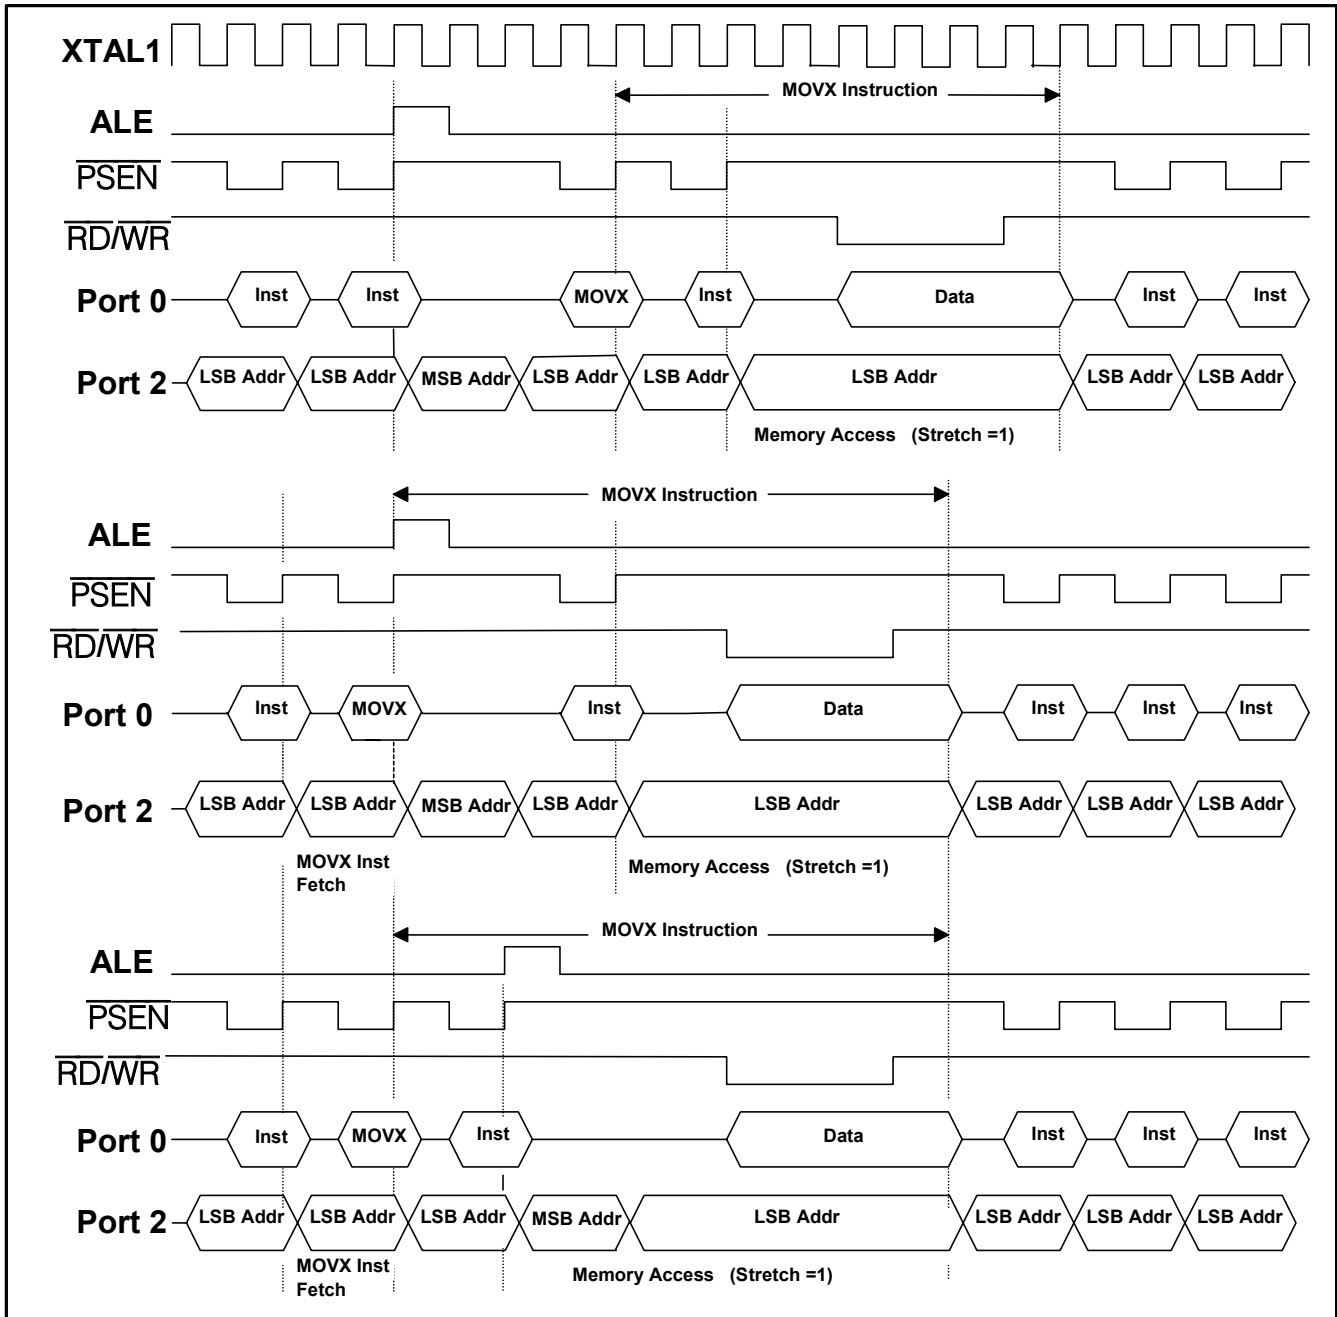 XTAL1
MOVX Instruction
ALE
PSEN
RD/WR
Port 0 Inst Inst MOVX Inst Data Inst Inst
Port 2 LSB Addr LSB Addr MSB Addr LSB Addr LSB Addr LSB Addr LSB Addr LSB Addr
Memory Access (Stretch =1)
MOVX Instruction
ALE
PSEN
RD/WR
Port 0 Inst MOVX Inst Data Inst Inst Inst
Port 2 LSB Addr LSB Addr MSB Addr LSB Addr LSB Addr LSB Addr LSB Addr LSB Addr
MOVX Inst
Fetch
Memory Access (Stretch =1)
MOVX Instruction
ALE
PSEN
RD/WR
Port 0 Inst MOVX Inst Data Inst Inst Inst
Port 2 LSB Addr LSB Addr LSB Addr MSB Addr LSB Addr LSB Addr LSB Addr LSB Addr
MOVX Inst
Fetch
Memory Access (Stretch =1)